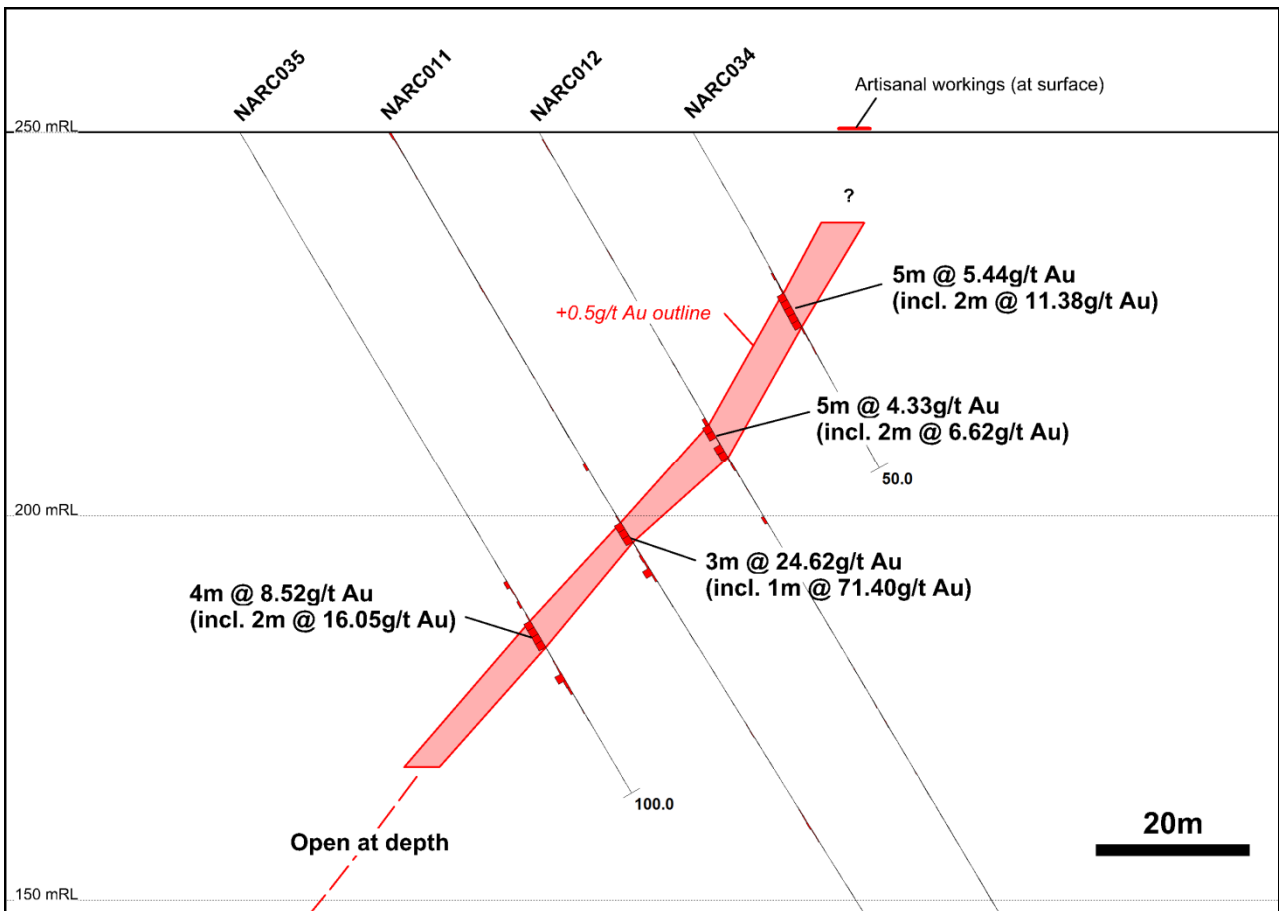 NARC035
NARC011
NARC012
NARC034
Artisanal workings (at surface)
250 mRL
?
5m @ 5.44g/t Au
(incl. 2m @ 11.38g/t Au)
+0.5g/t Au outline
5m @ 4.33g/t Au
(incl. 2m @ 6.62g/t Au)
50.0
200 mRL
3m @ 24.62g/t Au
(incl. 1m @ 71.40g/t Au)
4m @ 8.52g/t Au
(incl. 2m @ 16.05g/t Au)
100.0
20m
Open at depth
150 mRL